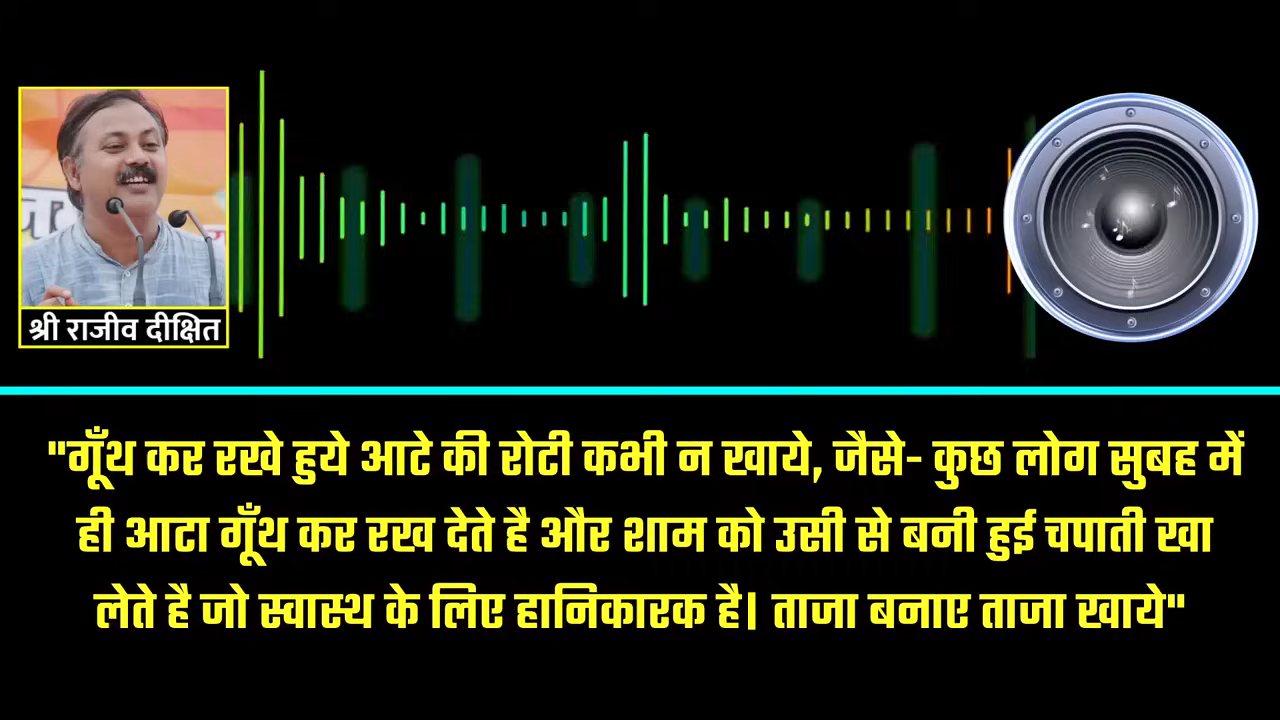 श्री राजीव दीक्षित
"गूँथ कर रखे हुये आटे की रोटी कभी न खाये, जैसे- कुछ लोग सुबह में
ही आटा गूँथ कर रख देते है और शाम को उसी से बनी हुई चपाती खा
लेते है जो स्वास्थ के लिए हानिकारक है। ताजा बनाए ताजा खाये"